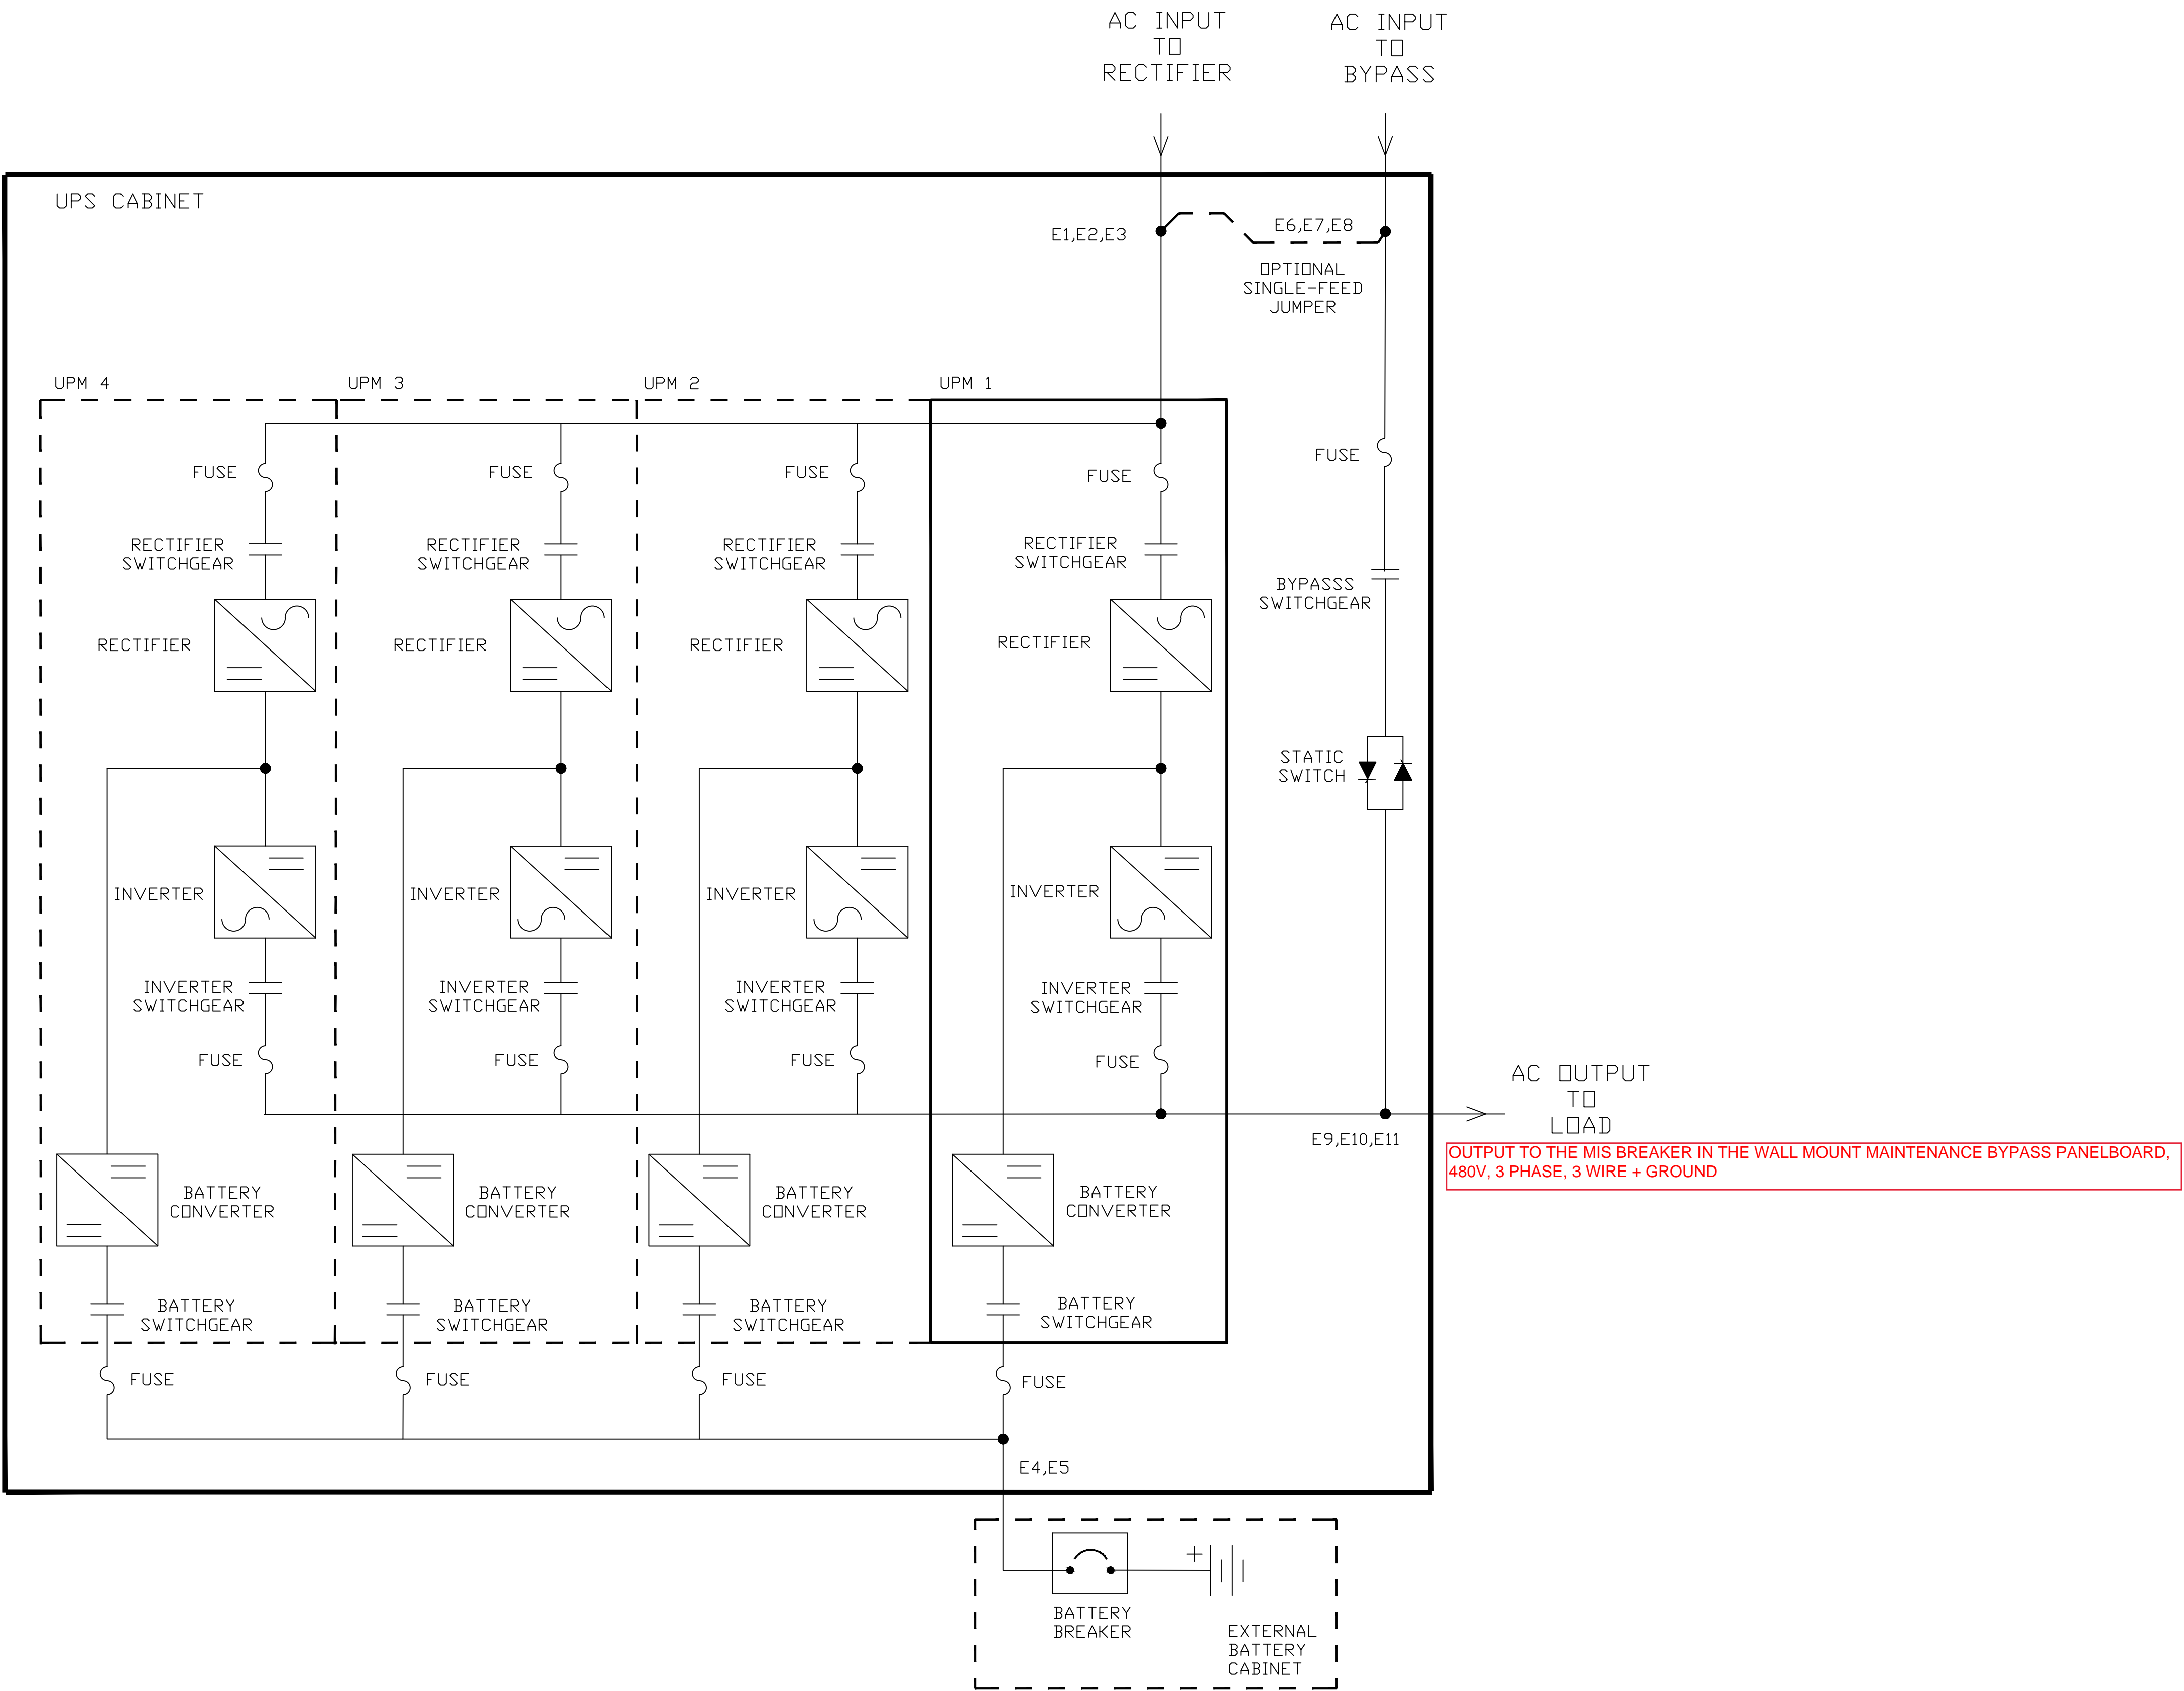 AC INPUT
TO
RECTIFIER
AC INPUT
TO
BYPASS
UPS CABINET
E1,E2,E3
E6,E7,E8
OPTIONAL
SINGLE-FEED
JUMPER
UPM 4
UPM 3
UPM 2
UPM 1
FUSE
FUSE
FUSE
FUSE
FUSE
RECTIFIER
SWITCHGEAR
RECTIFIER
SWITCHGEAR
RECTIFIER
SWITCHGEAR
RECTIFIER
SWITCHGEAR
BYPASSS
SWITCHGEAR
RECTIFIER
RECTIFIER
RECTIFIER
RECTIFIER
STATIC
SWITCH
INVERTER
INVERTER
INVERTER
INVERTER
INVERTER
SWITCHGEAR
INVERTER
SWITCHGEAR
INVERTER
SWITCHGEAR
INVERTER
SWITCHGEAR
FUSE
FUSE
FUSE
FUSE
AC OUTPUT
TO
LOAD
E9,E10,E11
OUTPUT TO THE MIS BREAKER IN THE WALL MOUNT MAINTENANCE BYPASS PANELBOARD,
480V, 3 PHASE, 3 WIRE + GROUND
BATTERY
CONVERTER
BATTERY
CONVERTER
BATTERY
CONVERTER
BATTERY
CONVERTER
BATTERY
SWITCHGEAR
BATTERY
SWITCHGEAR
BATTERY
SWITCHGEAR
BATTERY
SWITCHGEAR
FUSE
FUSE
FUSE
FUSE
E4,E5
+
BATTERY
BREAKER
EXTERNAL
BATTERY
CABINET